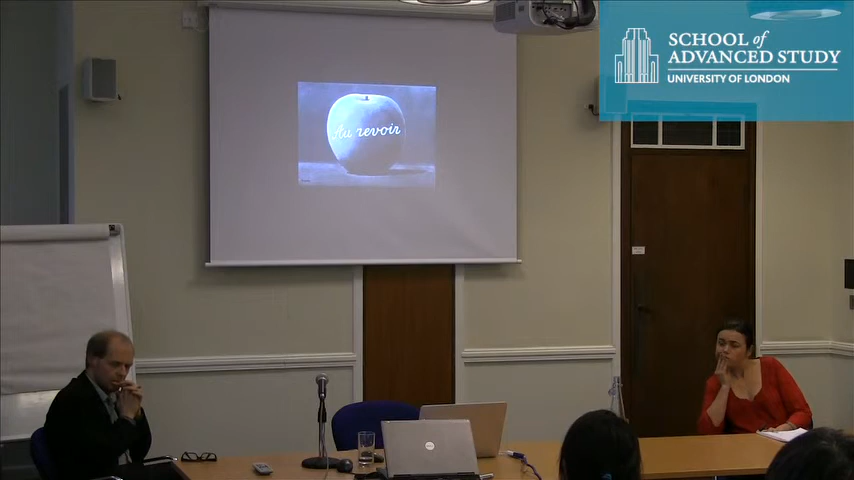 SCHOOL of
ADVANCED STUDY
UNIVERSITY OF LONDON
Au revoir